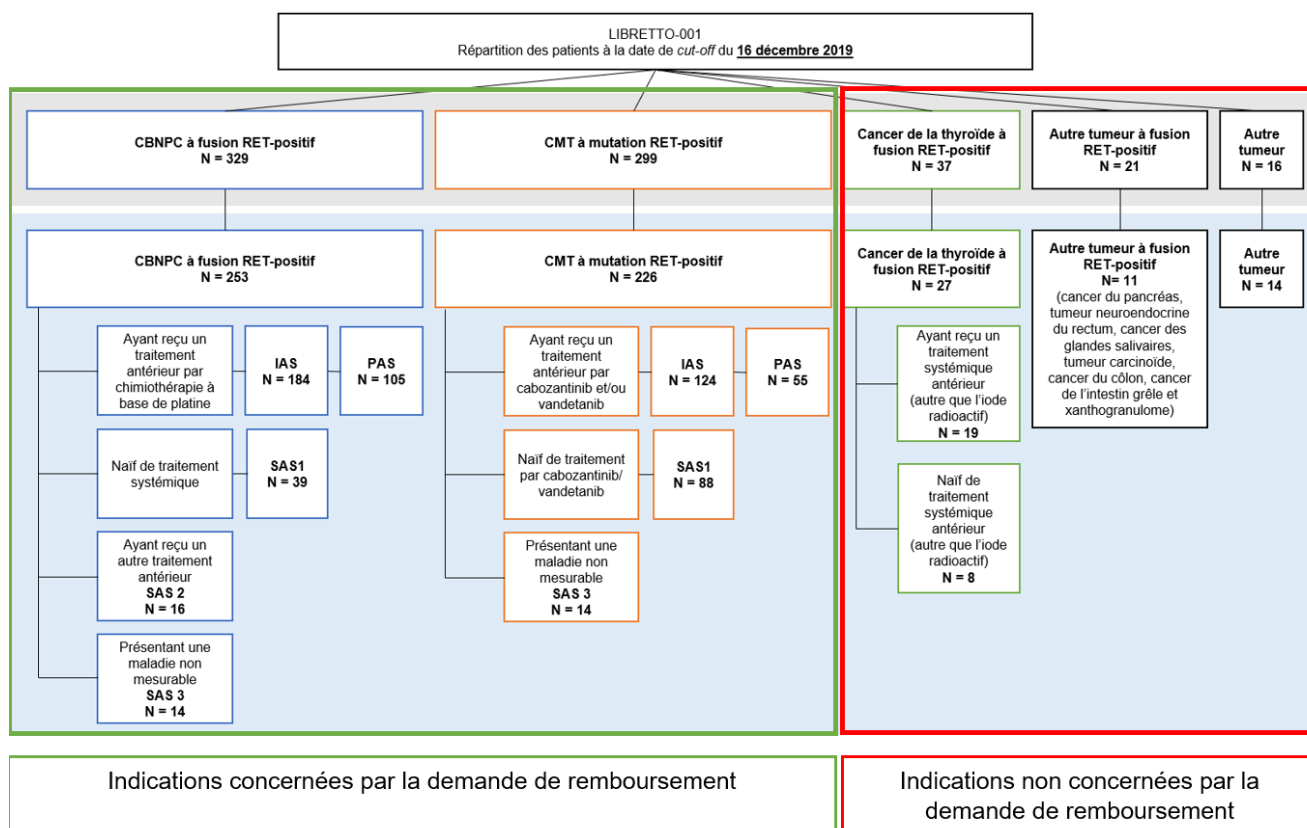 LIBRETTO-001
Répartition des patients à la date de cut-off du 16 décembre 2019
CBNPC à fusion RET-positif
N = 329
CMT à mutation RET-positif
N = 299
Cancer de la thyroïde à
fusion RET-positif
N = 37
Autre tumeur à fusion
RET-positif
N = 21
Autre
tumeur
N = 16
CBNPC à fusion RET-positif
N = 253
CMT à mutation RET-positif
N = 226
Cancer de la thyroïde à
fusion RET-positif
N = 27
Autre tumeur à fusion
RET-positif
N= 11
(cancer du pancréas,
tumeur neuroendocrine
du rectum, cancer des
glandes salivaires,
tumeur carcinoïde,
cancer du côlon, cancer
de l'intestin grêle et
xanthogranulome)
Autre
tumeur
N = 14
Ayant reçu un
traitement
antérieur par
chimiothérapie à
base de platine
IAS
N = 184
PAS
N = 105
Naïf de traitement
systémique
SAS1
N = 39
Ayant reçu un
autre traitement
antérieur
SAS 2
N = 16
Présentant une
maladie non
mesurable
SAS 3
N = 14
Ayant reçu un
traitement
antérieur par
cabozantinib et/ou
vandetanib
IAS
N = 124
PAS
N = 55
Naïf de traitement
par cabozantinib/
vandetanib
SAS1
N = 88
Présentant une
maladie non
mesurable
SAS 3
N = 14
Ayant reçu un
traitement
systémique
antérieur
(autre que l'iode
radioactif)
N = 19
Naïf de
traitement
systémique
antérieur
(autre que l'iode
radioactif)
N = 8
Indications concernées par la demande de remboursement
Indications non concernées par la
demande de remboursement